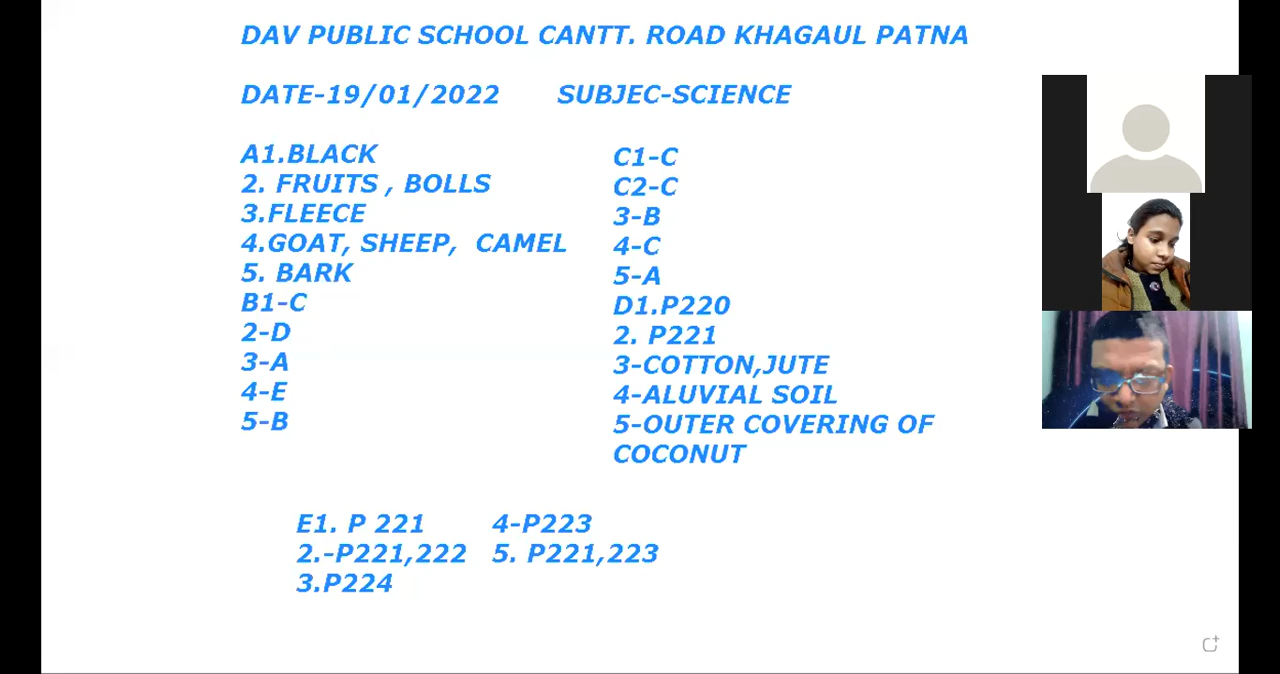 DAV PUBLIC SCHOOL CANTT. ROAD KHAGAUL PATNA
DATE-19/01/2022 SUBJEC-SCIENCE
A1.BLACK
2. FRUITS , BOLLS
3.FLEECE
4.GOAT, SHEEP, CAMEL
5. BARK
B1-C
2-D
3-A
4-E
5-B
C1-C
C2-C
3-B
4-C
5-A
D1.P220
2. P221
3-COTTON,JUTE
4-ALUVIAL SOIL
5-OUTER COVERING OF
COCONUT
E1. P 221 4-P223
2.-P221,222 5. P221,223
3.P224